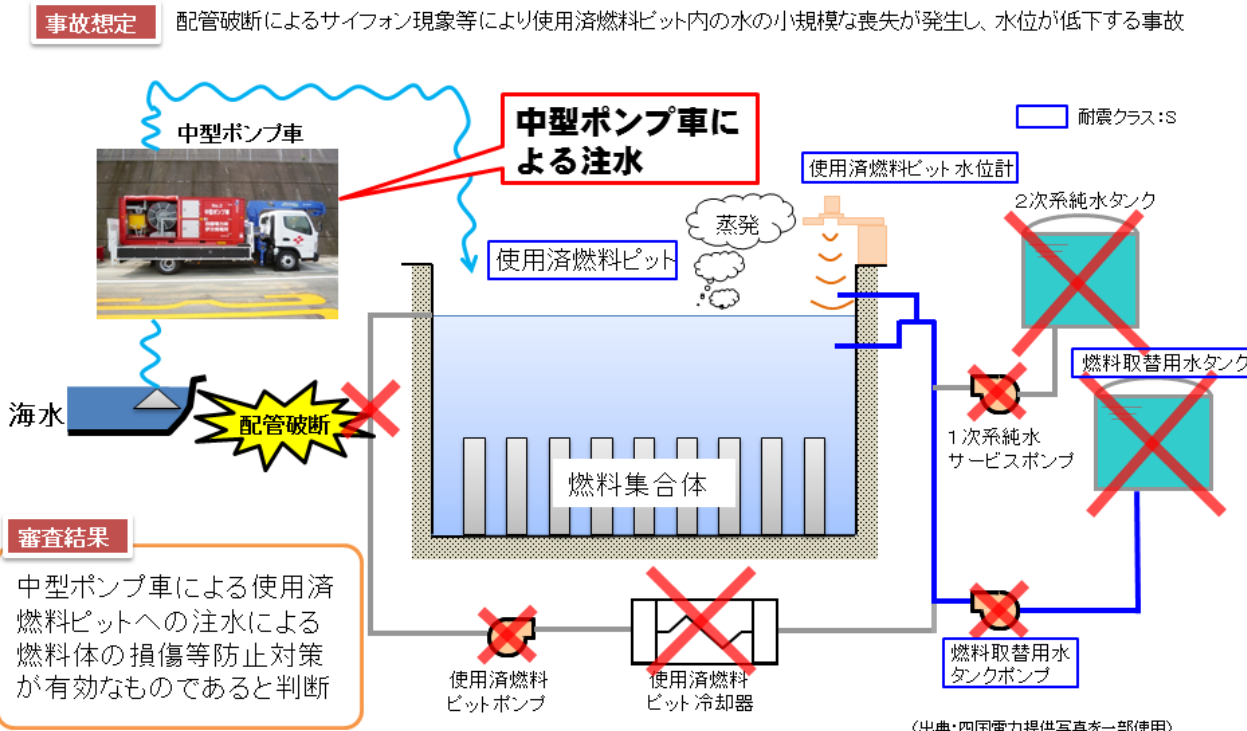 事故想定
配管破断によるサイフォン現象等により使用済燃料ピット内の水の小規模な喪失が発生し、水位が低下する事故
中型ポンプ車
中型ポンプ車に
よる注水
耐震クラス:S
使用済燃料ピット水位計
2次系純水タンク
蒸発
使用済燃料ピット
燃料取替用水タンク
海水
配管破断
1次系純水
サービスポンプ
燃料集合体
審査結果
中型ポンプ車による使用済
燃料ピットへの注水による
燃料体の損傷等防止対策
が有効なものであると判断
使用済燃料
ピットポンプ
使用済燃料
ピット冷却器
燃料取替用水
タンクポンプ
(出典・四国電力提供写真を一部使用)